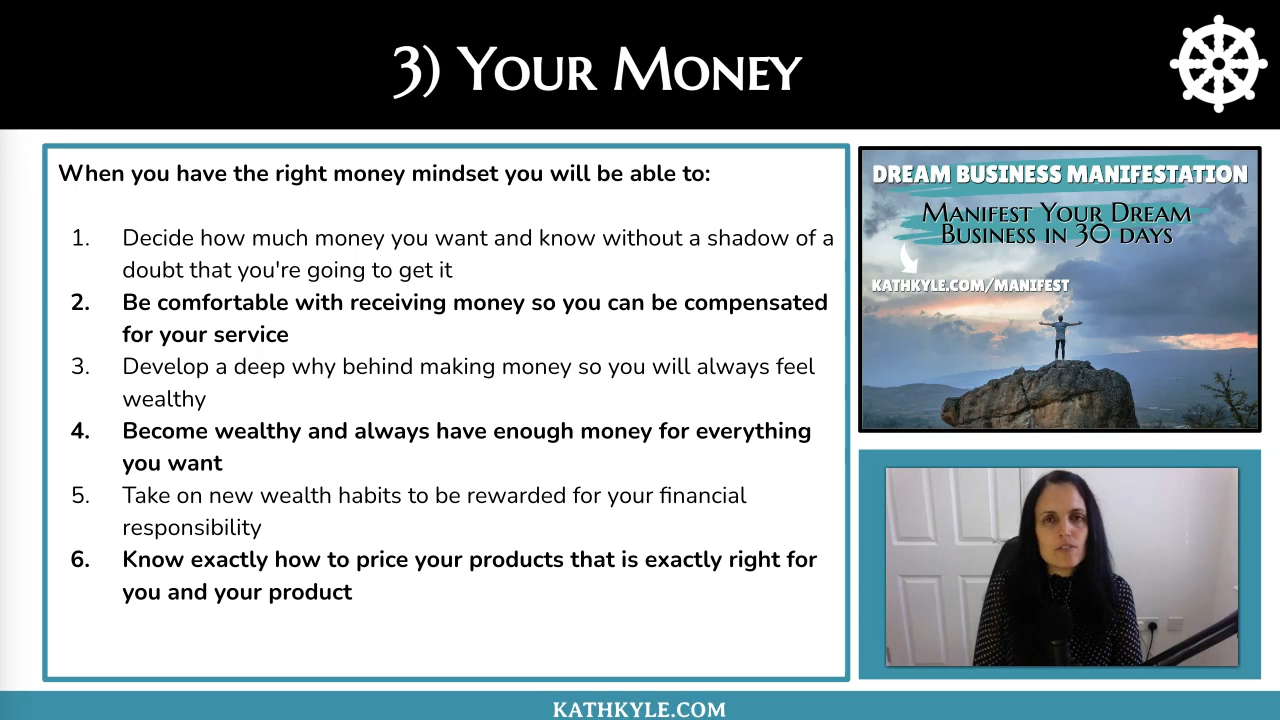 3) Your Money
When you have the right money mindset you will be able to:
1. Decide how much money you want and know without a shadow of a
doubt that you're going to get it
2. Be comfortable with receiving money so you can be compensated
for your service
3. Develop a deep why behind making money so you will always feel
wealthy
4. Become wealthy and always have enough money for everything
you want
5. Take on new wealth habits to be rewarded for your financial
responsibility
6. Know exactly how to price your products that is exactly right for
you and your product
DREAM BUSINESS MANIFESTATION
Manifest Your Dream
Business in 30 days
KATHKYLE.COM/MANIFEST
KATHKYLE.COM